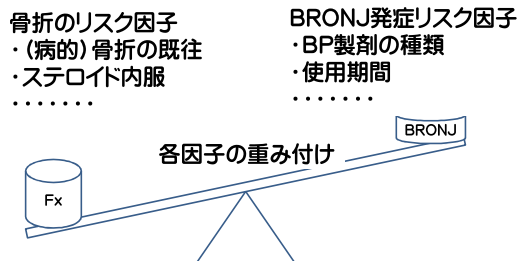 骨折のリスク因子
・（病的）骨折の既往
・ステロイド内服
・・・・・・・
BRONJ発症リスク因子
・BP製剤の種類
・使用期間
・・・・・・・
各因子の重み付け
BRONJ
Fx